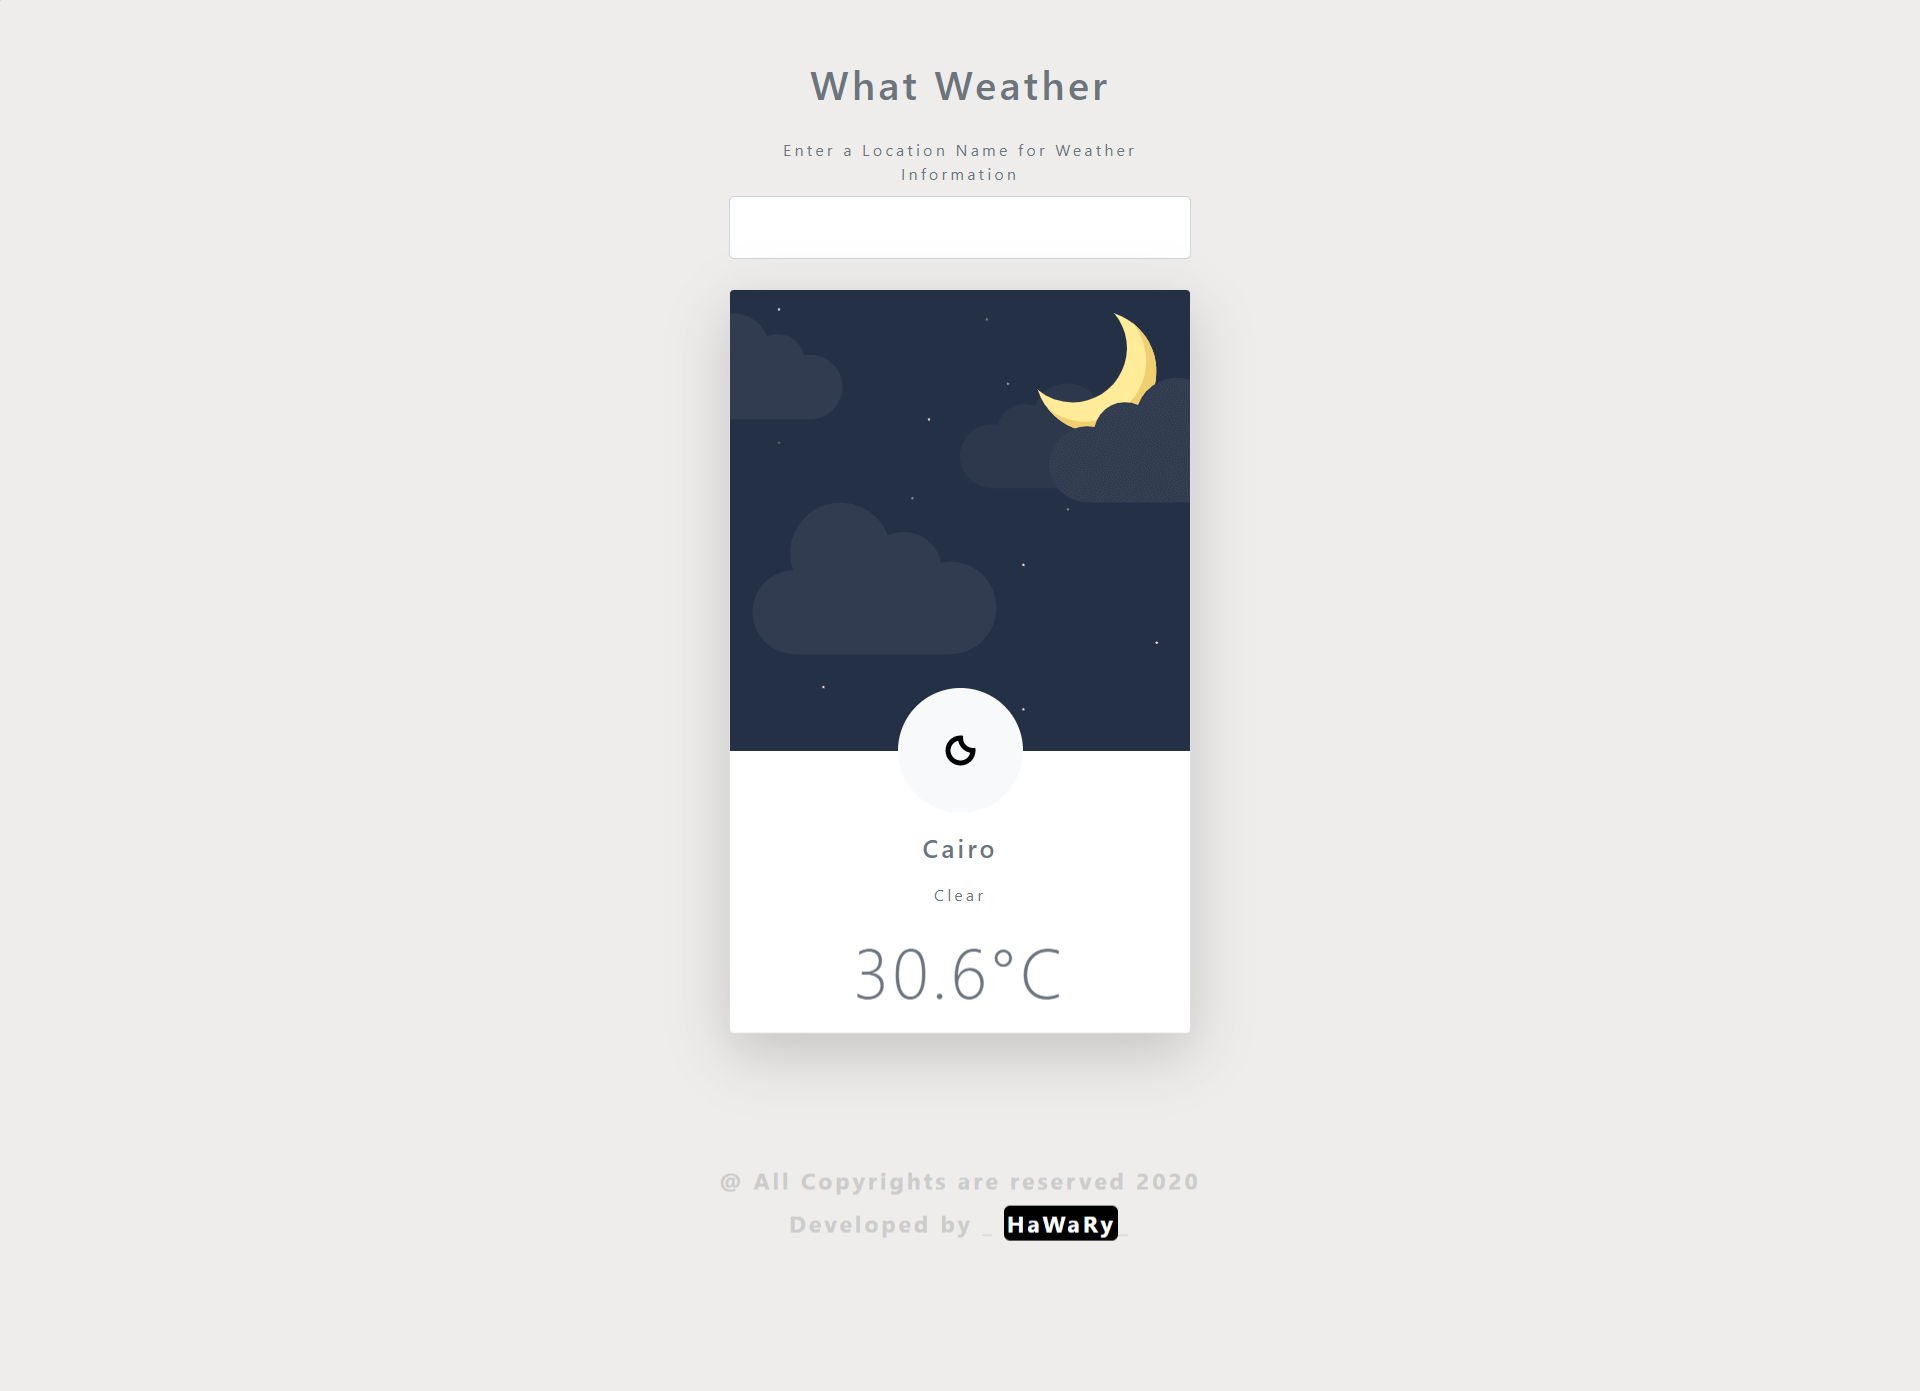 What Weather
Enter a Location Name for Weather
Information
Cairo
Clear
30.6°C
@ All Copyrights are reserved 2020
Developed by _ HaWaRy_